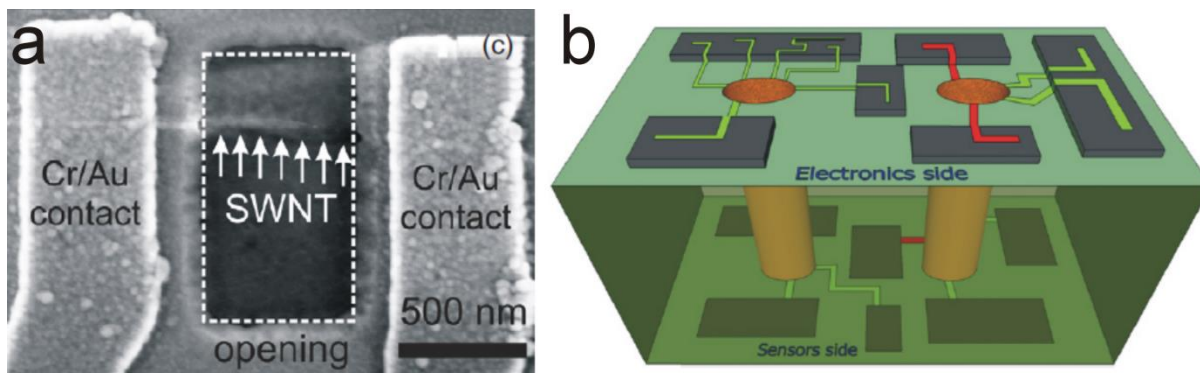 a
(c)
Cr/Au
contact
SWNT
Cr/Au
contact
500 nm
opening
b
Electronics side
Sensors side